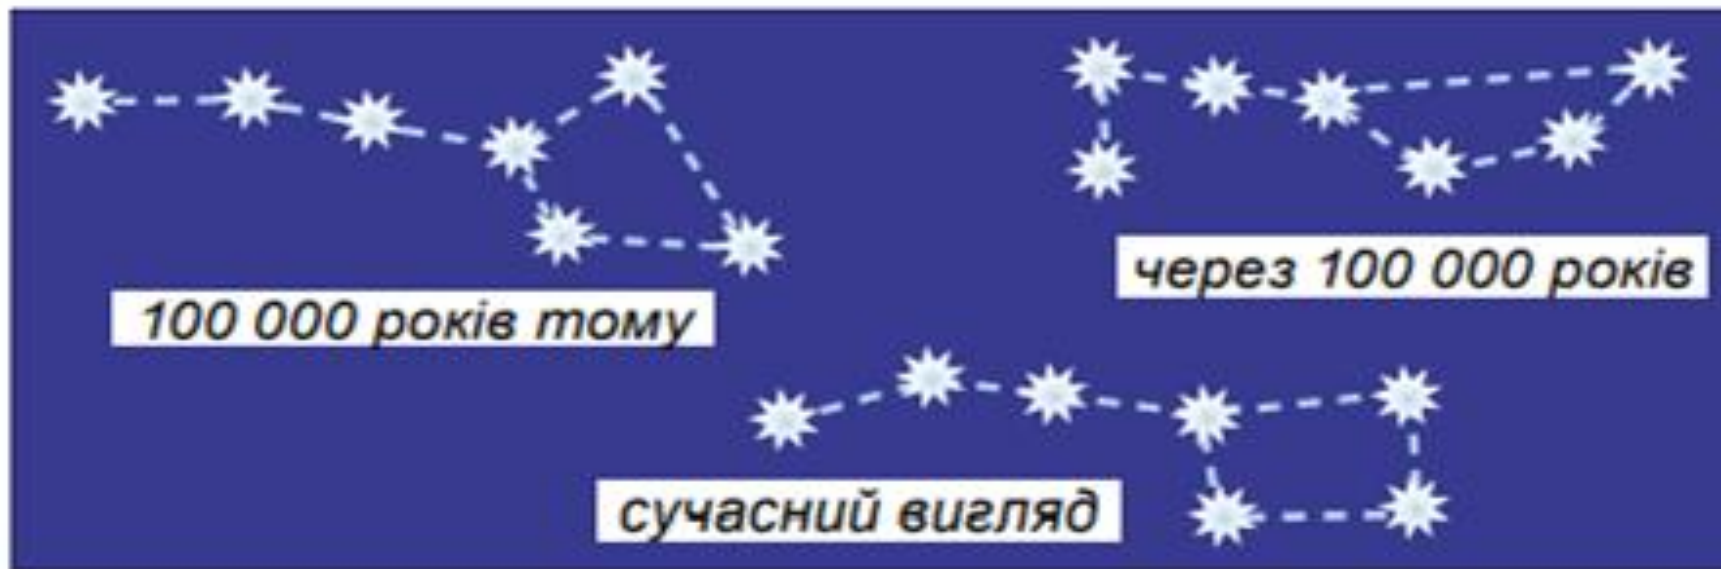 100 000 років тому
через 100 000 років
сучасний вигляд